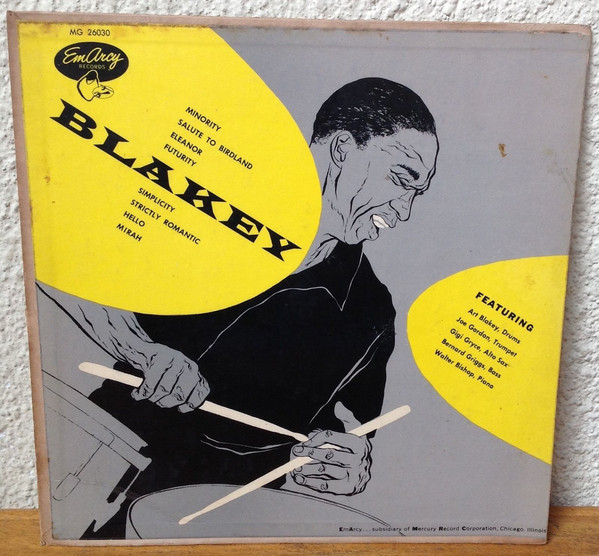 MG 26030
EmArcy
RECORDS
MINORITY
SALUTE TO BIRDLAND
ELEANOR
FUTURITY
BLAKEY
SIMPLICITY
STRICTLY ROMANTIC
HELLO
MIRAH
FEATURING
Art Blakey, Drums
Joe Gordon, Trumpet
Gigi Gryce, Alto Sax
Bernard Griggs, Bass
Walter Bishop, Piano
EmArcy... subsidiary of Mercury Record Corporation, Chicago, Illinois